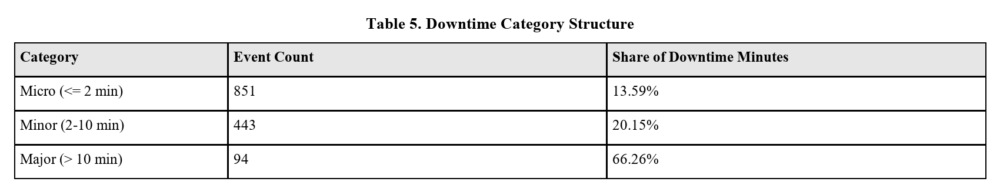 Table 5. Downtime Category Structure
Category Event Count Share of Downtime Minutes
Micro (<= 2 min) 851 13.59%
Minor (2-10 min) 443 20.15%
Major (> 10 min) 94 66.26%